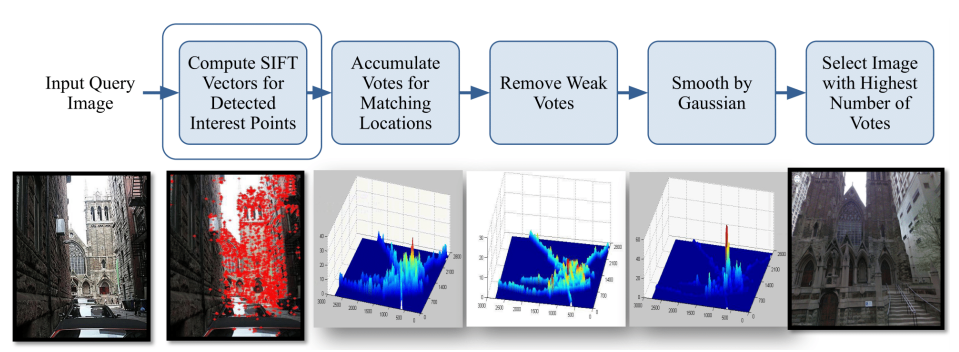 Input Query
Image
Compute SIFT
Vectors for
Detected
Interest Points
Accumulate
Votes for
Matching
Locations
Remove Weak
Votes
Smooth by
Gaussian
Select Image
with Highest
Number of
Votes
40
30
20
10
0
3000
2500
2000
1500
1000
500
0
700
1400
2100
2800
30
20
10
0
3000
2500
2000
1500
1000
500
0
700
1400
2100
2800
60
40
20
0
3000
2500
2000
1500
1000
500
0
700
1400
2100
2800